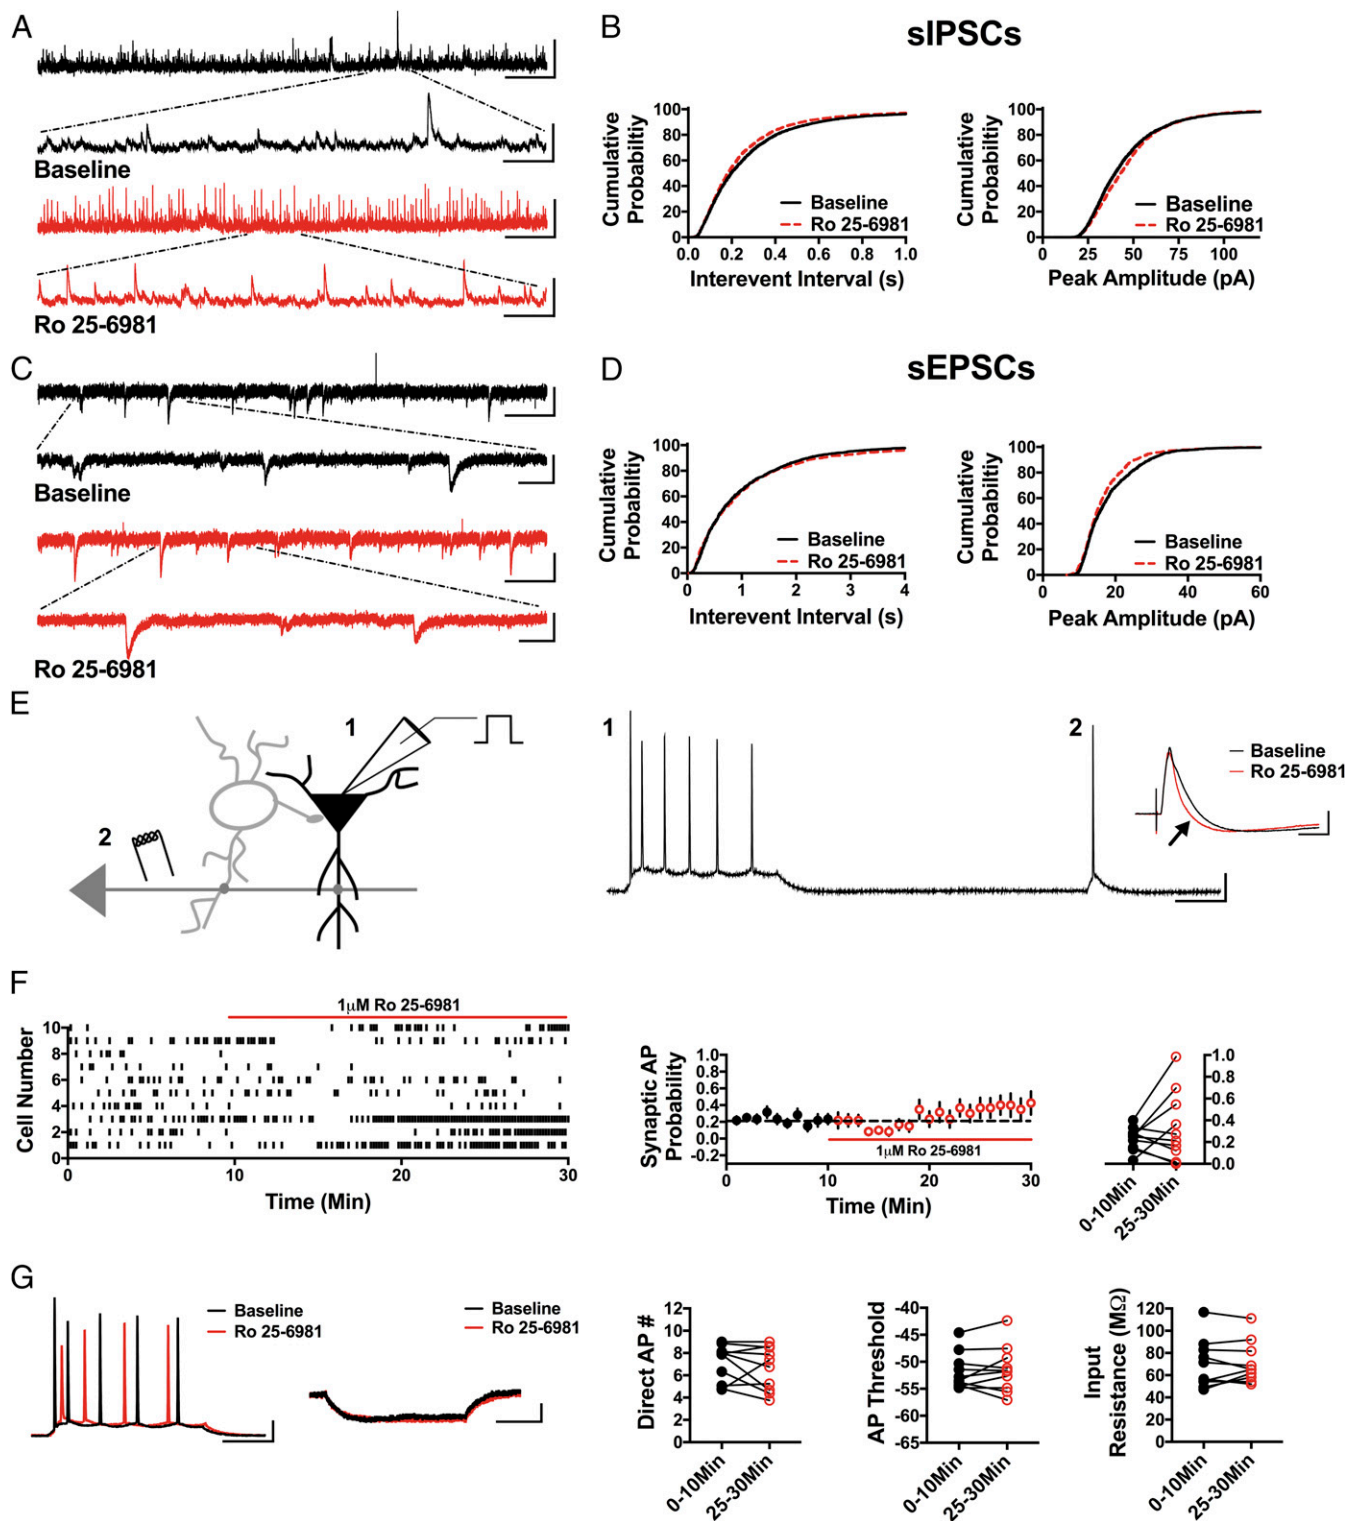 A
Baseline
Ro 25-6981
B
sIPSCs
Cumulative
Probabiltiy
100
80
60
40
20
0
0.0 0.2 0.4 0.6 0.8 1.0
Interevent Interval (s)
Baseline
Ro 25-6981
Cumulative
Probabiltiy
100
80
60
40
20
0
0 25 50 75 100
Peak Amplitude (pA)
Baseline
Ro 25-6981
C
Baseline
Ro 25-6981
D
sEPSCs
Cumulative
Probabiltiy
100
80
60
40
20
0
0 1 2 3 4
Interevent Interval (s)
Baseline
Ro 25-6981
Cumulative
Probabiltiy
100
80
60
40
20
0
0 20 40 60
Peak Amplitude (pA)
Baseline
Ro 25-6981
E
1
2
1
2
Baseline
Ro 25-6981
F
1μM Ro 25-6981
Cell Number
10
8
6
4
2
0
0 10 20 30
Time (Min)
Synaptic AP
Probability
1.0
0.8
0.6
0.4
0.2
0.0
-0.2
1μM Ro 25-6981
0 10 20 30
Time (Min)
1.0
0.8
0.6
0.4
0.2
0.0
0-10Min
25-30Min
G
Baseline
Ro 25-6981
Baseline
Ro 25-6981
Direct AP #
12
10
8
6
4
2
0
0-10Min
25-30Min
AP Threshold
-40
-45
-50
-55
-60
-65
0-10Min
25-30Min
Input
Resistance (MΩ)
120
100
80
60
40
20
0
0-10Min
25-30Min